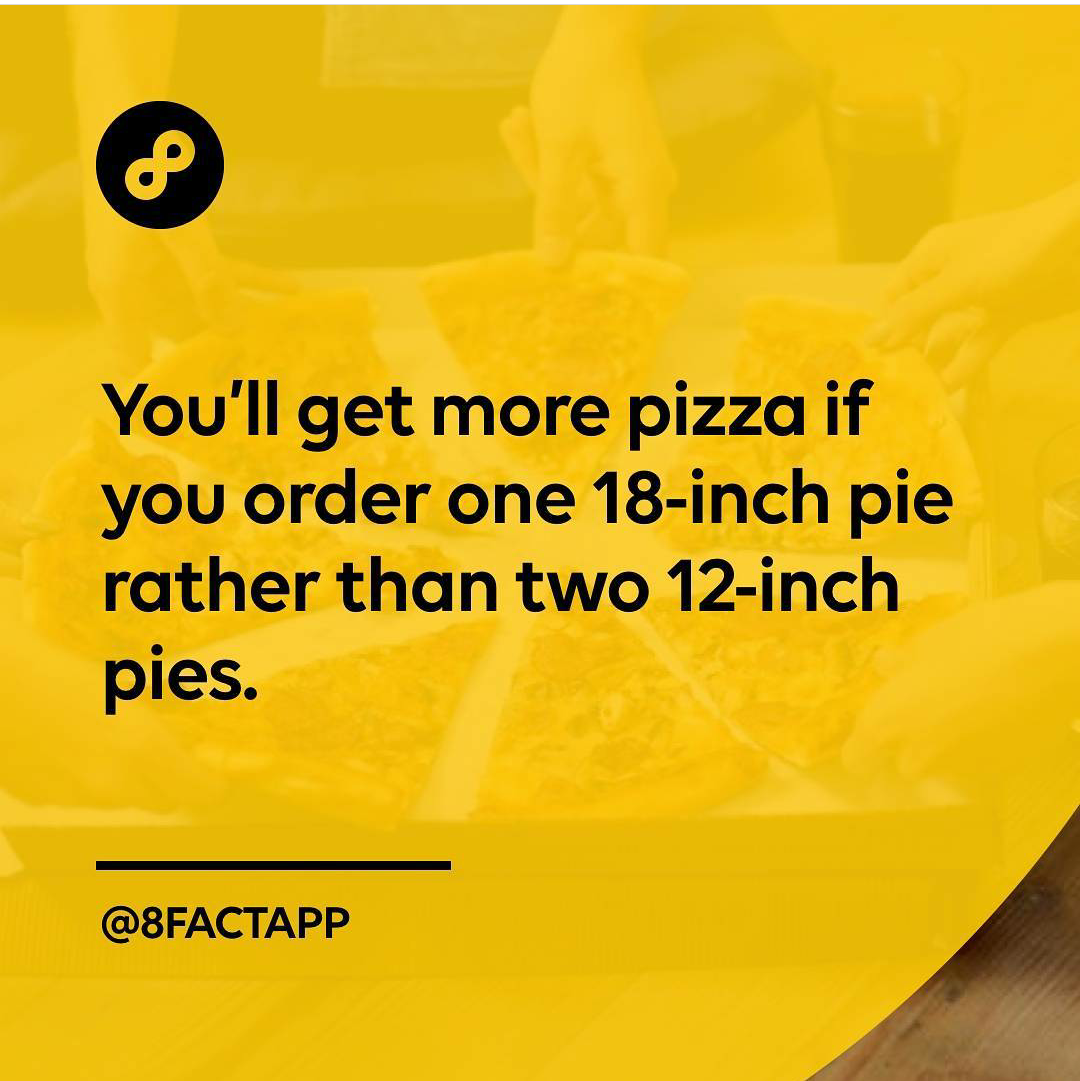 You'll get more pizza if
you order one 18-inch pie
rather than two 12-inch
pies.
@8FACTAPP